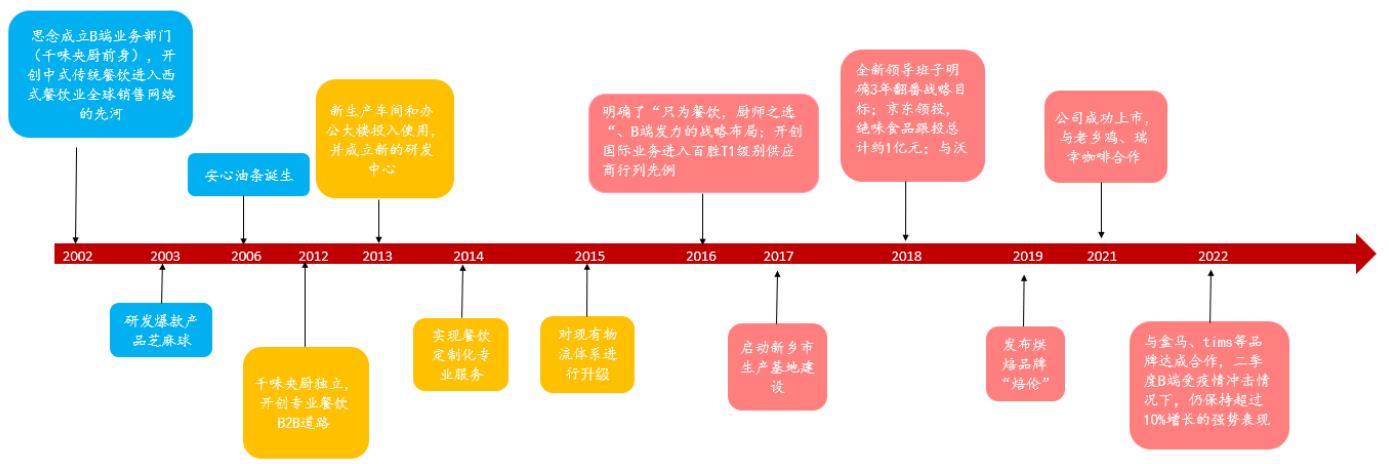 思念成立B端业务部门
（千味央厨前身），开
创中式传统餐饮进入西
式餐饮业全球销售网络
的先河
安心油条诞生
新生产车间和办
公大楼投入使用，
并成立新的研发
中心
明确了“只为餐饮，厨师之选
“、B端发力的战略布局；开创
国际业务进入百胜T1级别供应
商行列先例
全新领导班子明
确3年翻番战略目
标；京东领投，
绝味食品跟投总
计约1亿元；与沃
公司成功上市，
与老乡鸡、瑞
幸咖啡合作
2002 2003 2006 2012 2013 2014 2015 2016 2017 2018 2019 2021 2022
研发爆款产
品芝麻球
千味央厨独立，
开创专业餐饮
B2B道路
实现餐饮
定制化专
业服务
对现有物
流体系进
行升级
启动新乡市
生产基地建
设
发布烘
焙品牌
“焙伦”
与盒马、tims等品
牌达成合作，二季
度B端受疫情冲击情
况下，仍保持超过
10%增长的强势表现